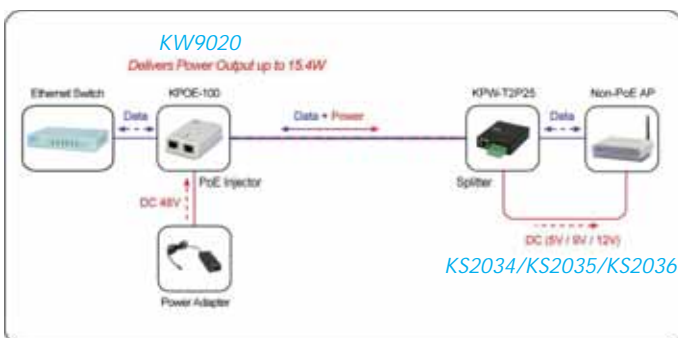 KW9020
Delivers Power Output up to 15.4W
Ethernet Switch
KPOE-100
KPW-T2P25
Non-PoE AP
Data
Data + Power
Data
PoE Injector
Splitter
DC 48V
DC (5V / 9V / 12V)
KS2034/KS2035/KS2036
Power Adapter